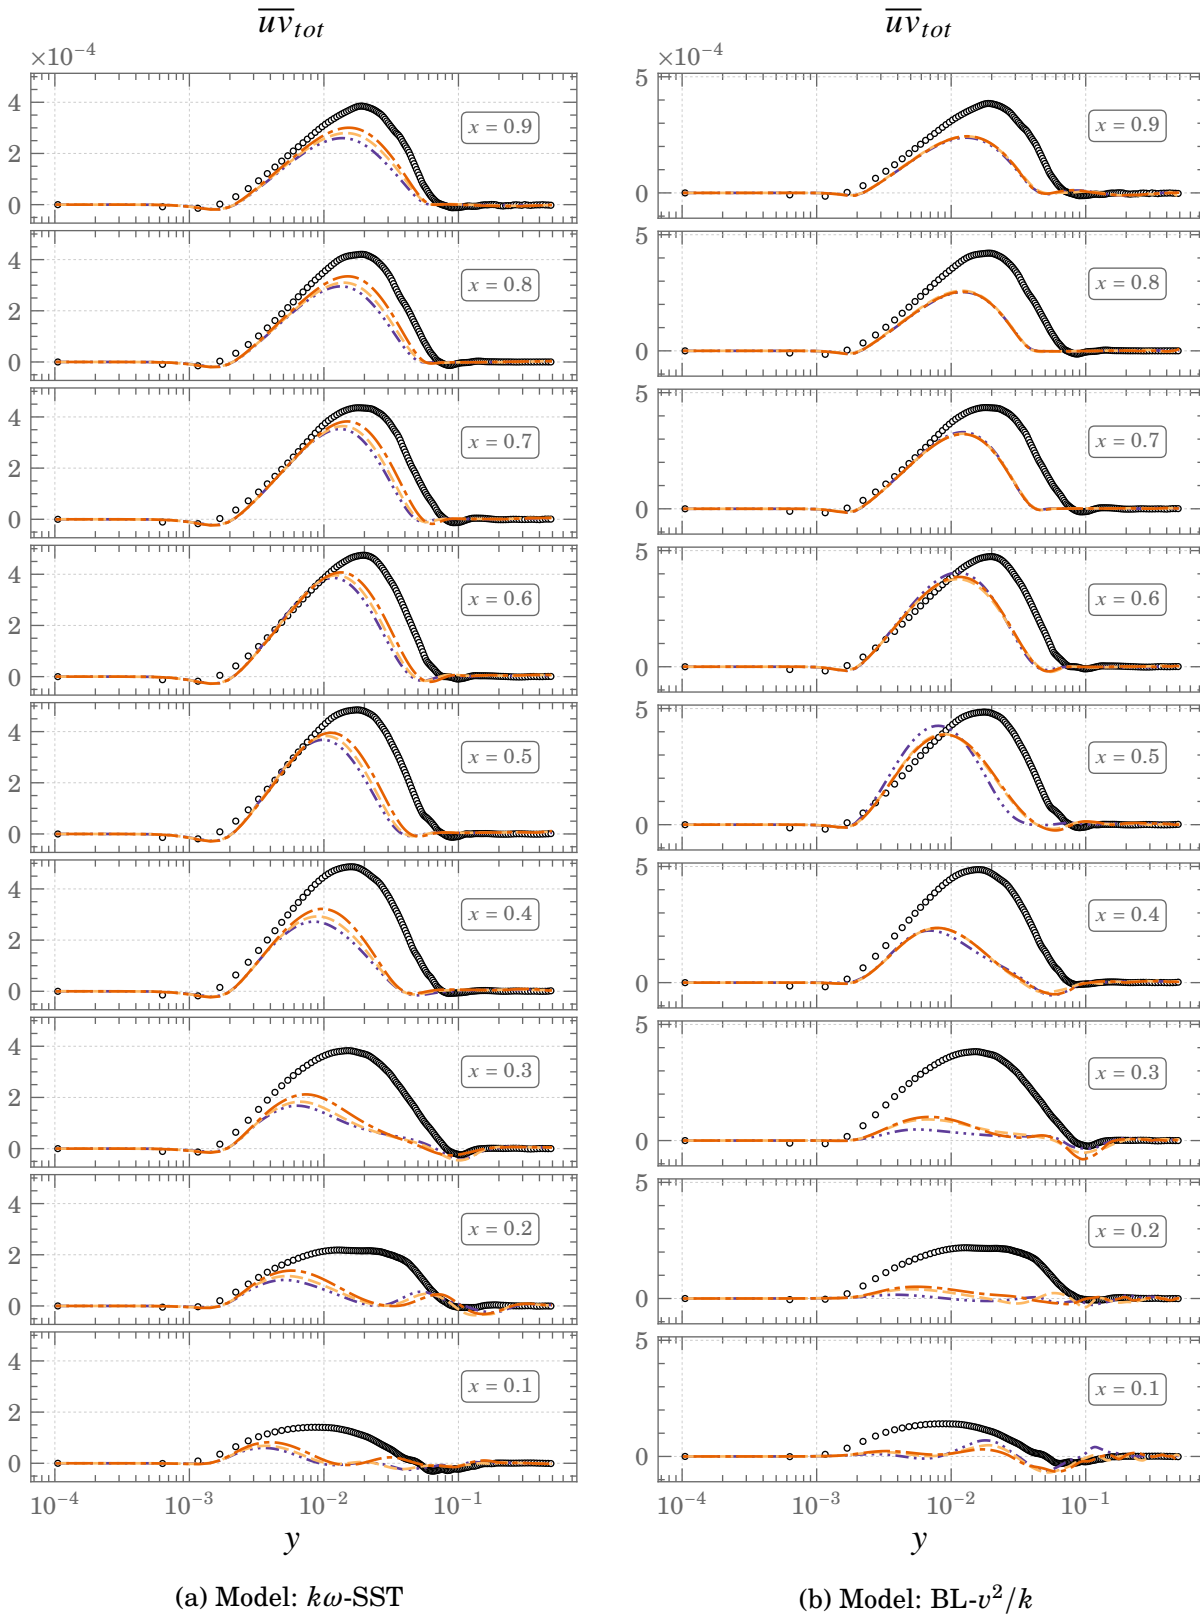 $\overline{uv}_{tot}$ $\overline{uv}_{tot}$
×10⁻⁴ ×10⁻⁴
4
2
0
x = 0.9
5
0
x = 0.9
4
2
0
x = 0.8
5
0
x = 0.8
4
2
0
x = 0.7
5
0
x = 0.7
4
2
0
x = 0.6
5
0
x = 0.6
4
2
0
x = 0.5
5
0
x = 0.5
4
2
0
x = 0.4
5
0
x = 0.4
4
2
0
x = 0.3
5
0
x = 0.3
4
2
0
x = 0.2
5
0
x = 0.2
4
2
0
x = 0.1
5
0
x = 0.1
10⁻⁴ 10⁻³ 10⁻² 10⁻¹ 10⁻⁴ 10⁻³ 10⁻² 10⁻¹
y y
(a) Model: kω-SST (b) Model: BL-v²/k